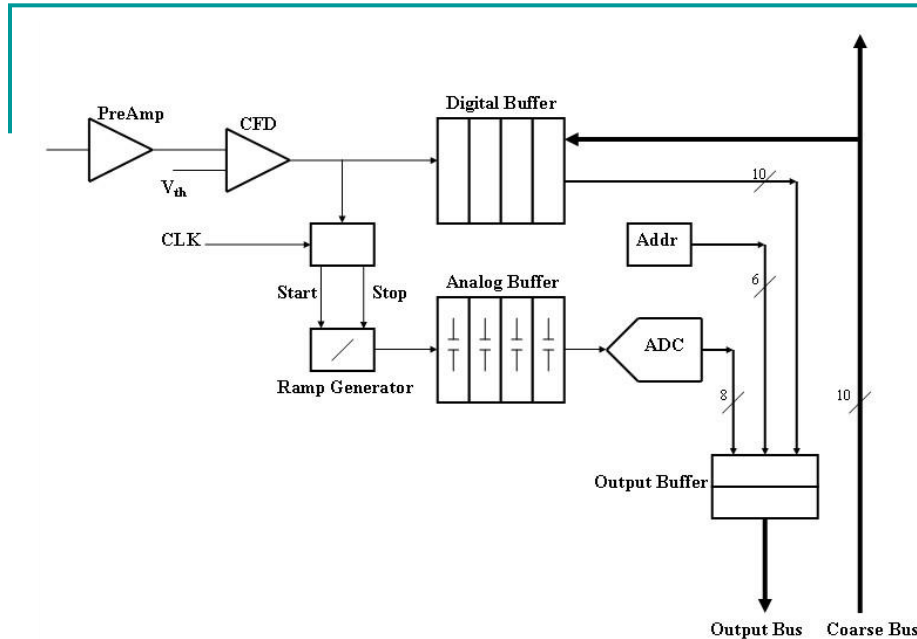 PreAmp
CFD
Digital Buffer
Vth
10
CLK
Addr
Start
Stop
Analog Buffer
6
ADC
Ramp Generator
8
10
Output Buffer
Output Bus
Coarse Bus